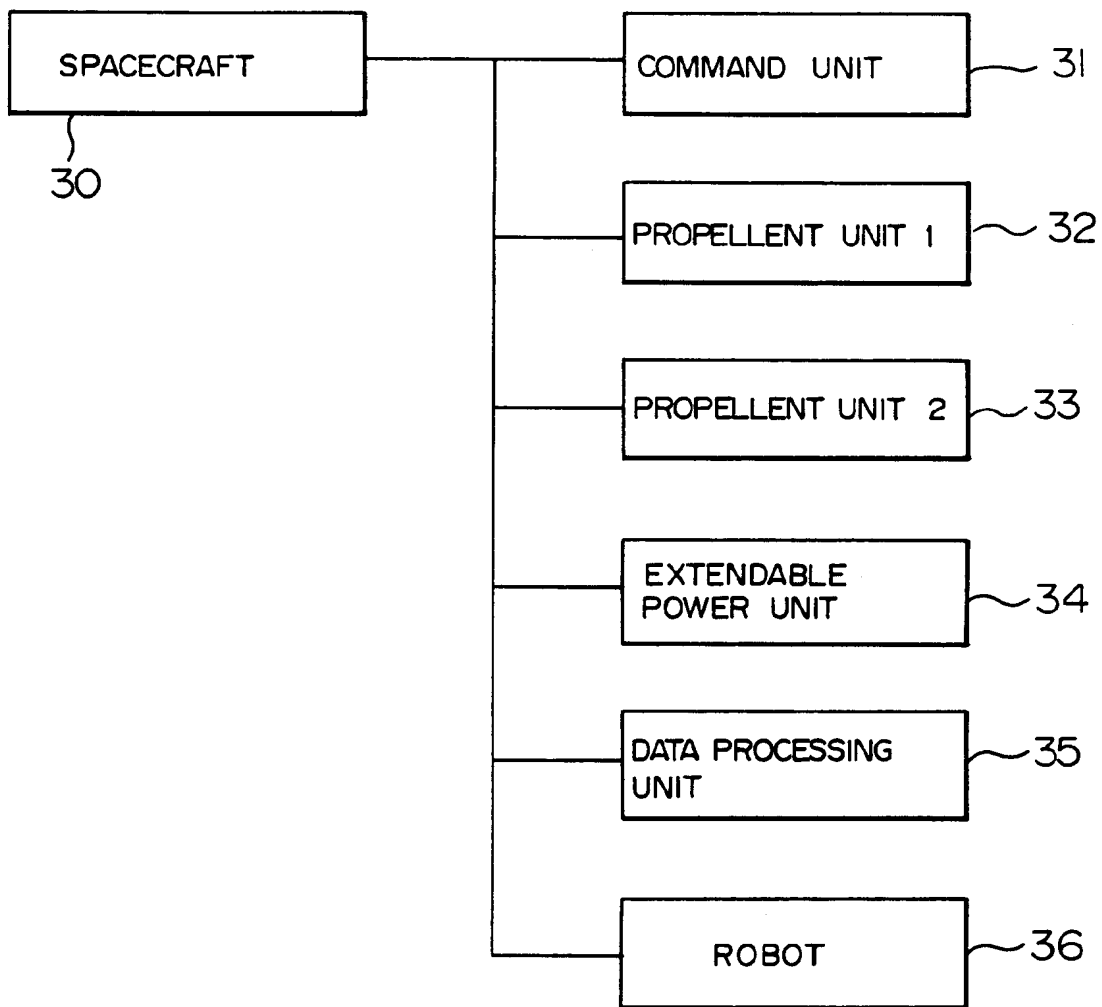 SPACECRAFT
30
COMMAND UNIT
31
PROPELLENT UNIT 1
32
PROPELLENT UNIT 2
33
EXTENDABLE
POWER UNIT
34
DATA PROCESSING
UNIT
35
ROBOT
36